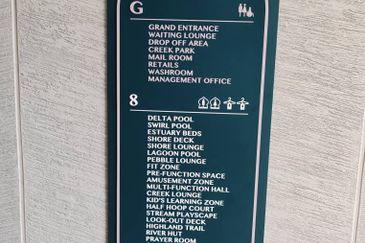 G
GRAND ENTRANCE
WAITING LOUNGE
DROP OFF AREA
CREEK PARK
MAIL ROOM
RETAILS
WASHROOM
MANAGEMENT OFFICE
8
DELTA POOL
SWIRL POOL
ESTUARY BEDS
SHORE DECK
SHORE LOUNGE
LAGOON POOL
PEBBLE LOUNGE
FIT ZONE
PRE-FUNCTION SPACE
AMUSEMENT ZONE
MULTI-FUNCTION HALL
CREEK LOUNGE
KID'S LEARNING ZONE
HALF HOOP COURT
STREAM PLAYSCAPE
LOOK-OUT DECK
HIGHLAND TRAIL
RIVER HUT
PRAYER ROOM